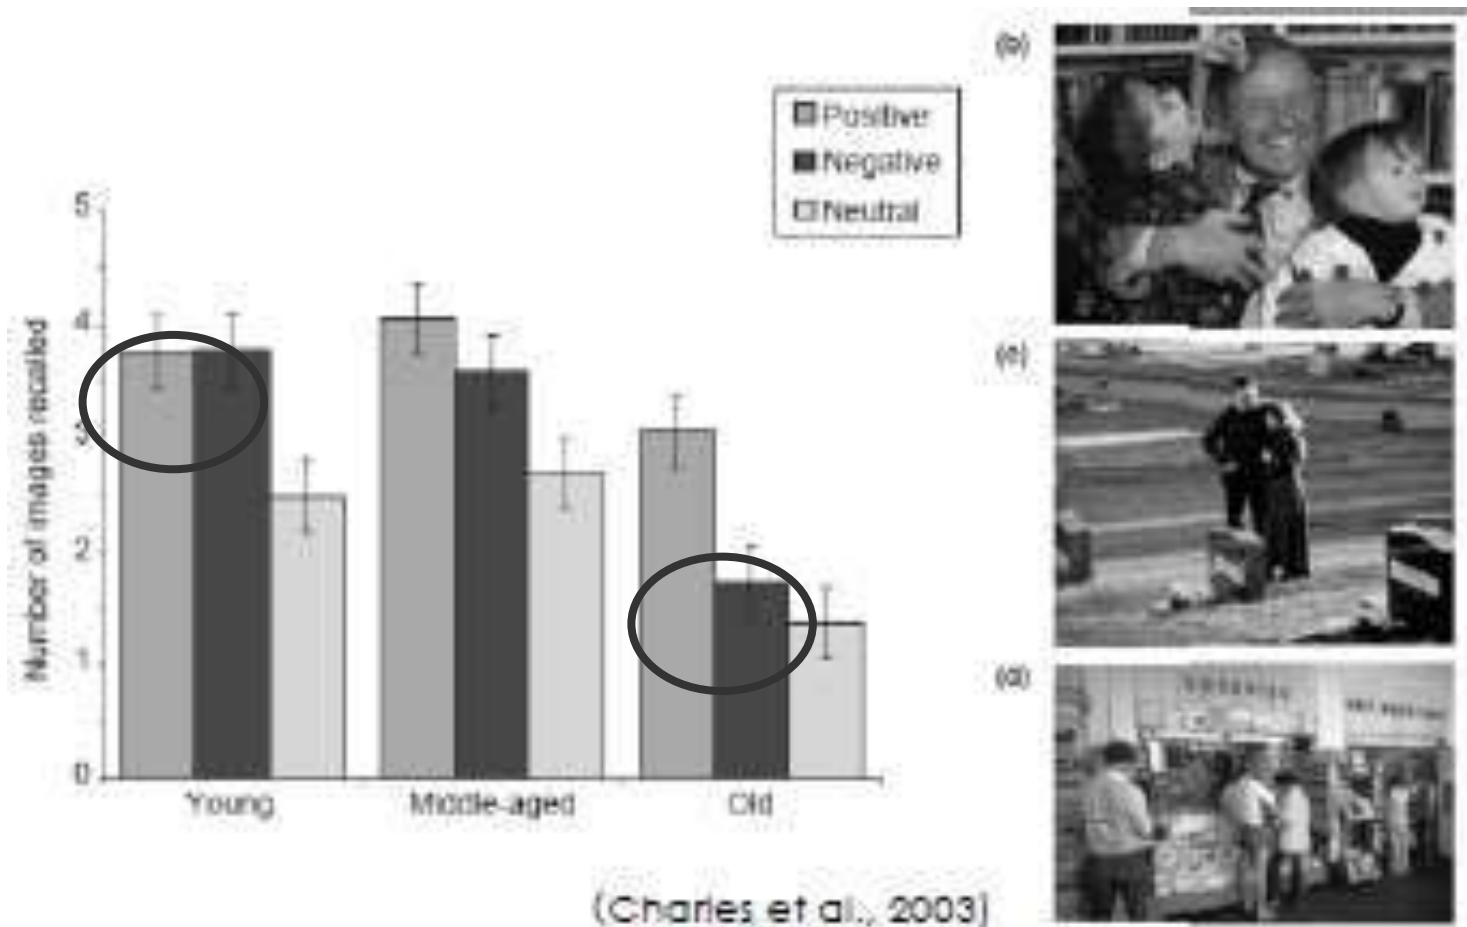 (b)
Positive
Negative
Neutral
5
4
3
2
1
0
Number of images recalled
Young
Middle-aged
Old
(c)
(d)
(Charles et al., 2003)